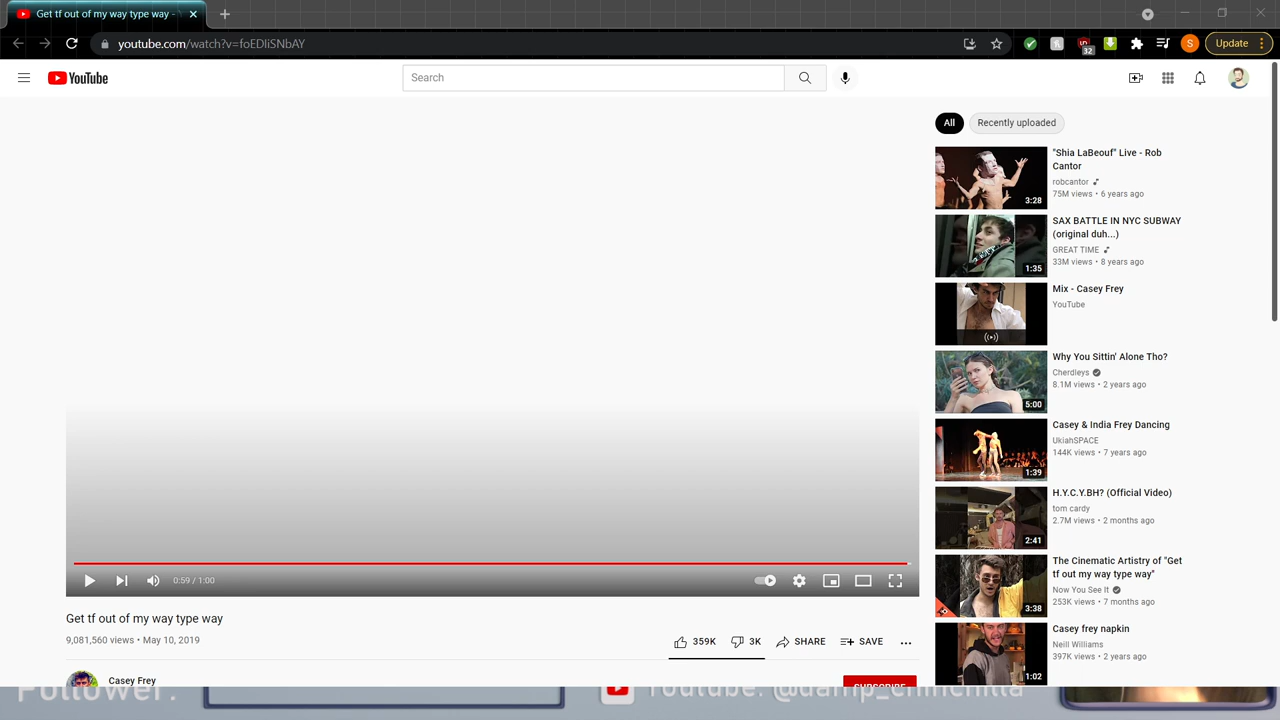 Get tf out of my way type way -
youtube.com/watch?v=foEDIiSNbAY
32
S
Update
YouTube
Search
All
Recently uploaded
3:28
"Shia LaBeouf" Live - Rob
Cantor
robcantor
75M views • 6 years ago
1:35
SAX BATTLE IN NYC SUBWAY
(original duh...)
GREAT TIME
33M views • 8 years ago
Mix - Casey Frey
YouTube
5:00
Why You Sittin' Alone Tho?
Cherdleys
8.1M views • 2 years ago
1:39
Casey & India Frey Dancing
UkiahSPACE
144K views • 7 years ago
2:41
H.Y.C.Y.BH? (Official Video)
tom cardy
2.7M views • 2 months ago
3:38
The Cinematic Artistry of "Get
tf out my way type way"
Now You See It
253K views • 7 months ago
1:02
Casey frey napkin
Neill Williams
397K views • 2 years ago
0:59 / 1:00
Get tf out of my way type way
9,081,560 views • May 10, 2019
359K
3K
SHARE
SAVE
Casey Frey
SUBSCRIBE